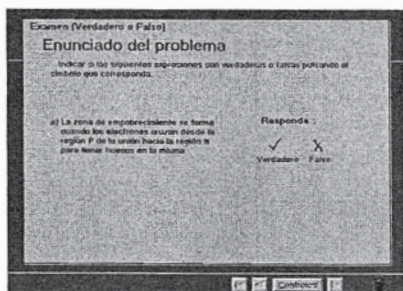 Examen (Verdadero o Falso)
Enunciado del problema
Indicar si las siguientes expresiones son verdaderas o falsas pulsando el
símbolo que corresponda.
a) La zona de empobrecimiento se forma
cuando los electrones cruzan desde la
región P de la unión hacia la región N
para llenar huecos en la misma
Responda :
Verdadero Falso
Controles